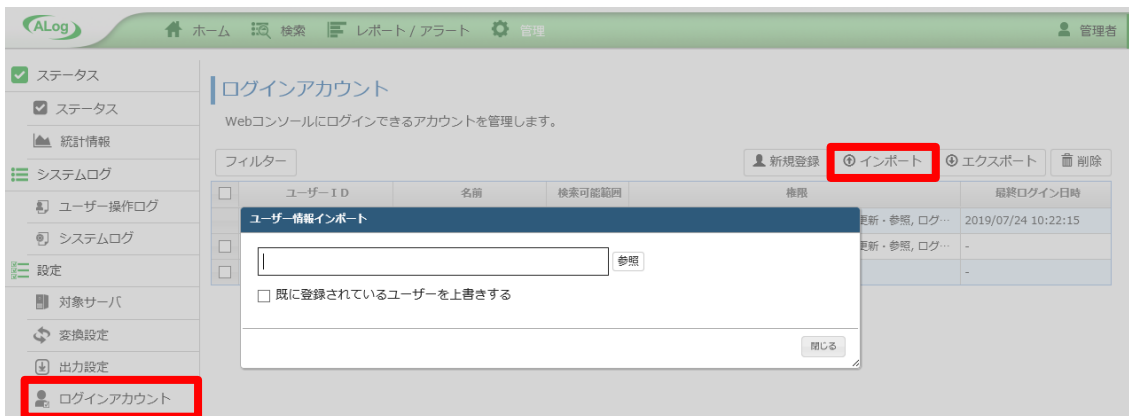 ALog
ホーム 検索 レポート / アラート 管理 管理者
ステータス
ステータス
統計情報
システムログ
ユーザー操作ログ
システムログ
設定
対象サーバ
変換設定
出力設定
ログインアカウント
ログインアカウント
Webコンソールにログインできるアカウントを管理します。
フィルター 新規登録 インポート エクスポート 削除
ユーザーID 名前 検索可能範囲 権限 最終ログイン日時
更新・参照, ログ… 2019/07/24 10:22:15
更新・参照, ログ… -
-
ユーザー情報インポート
参照
既に登録されているユーザーを上書きする
閉じる